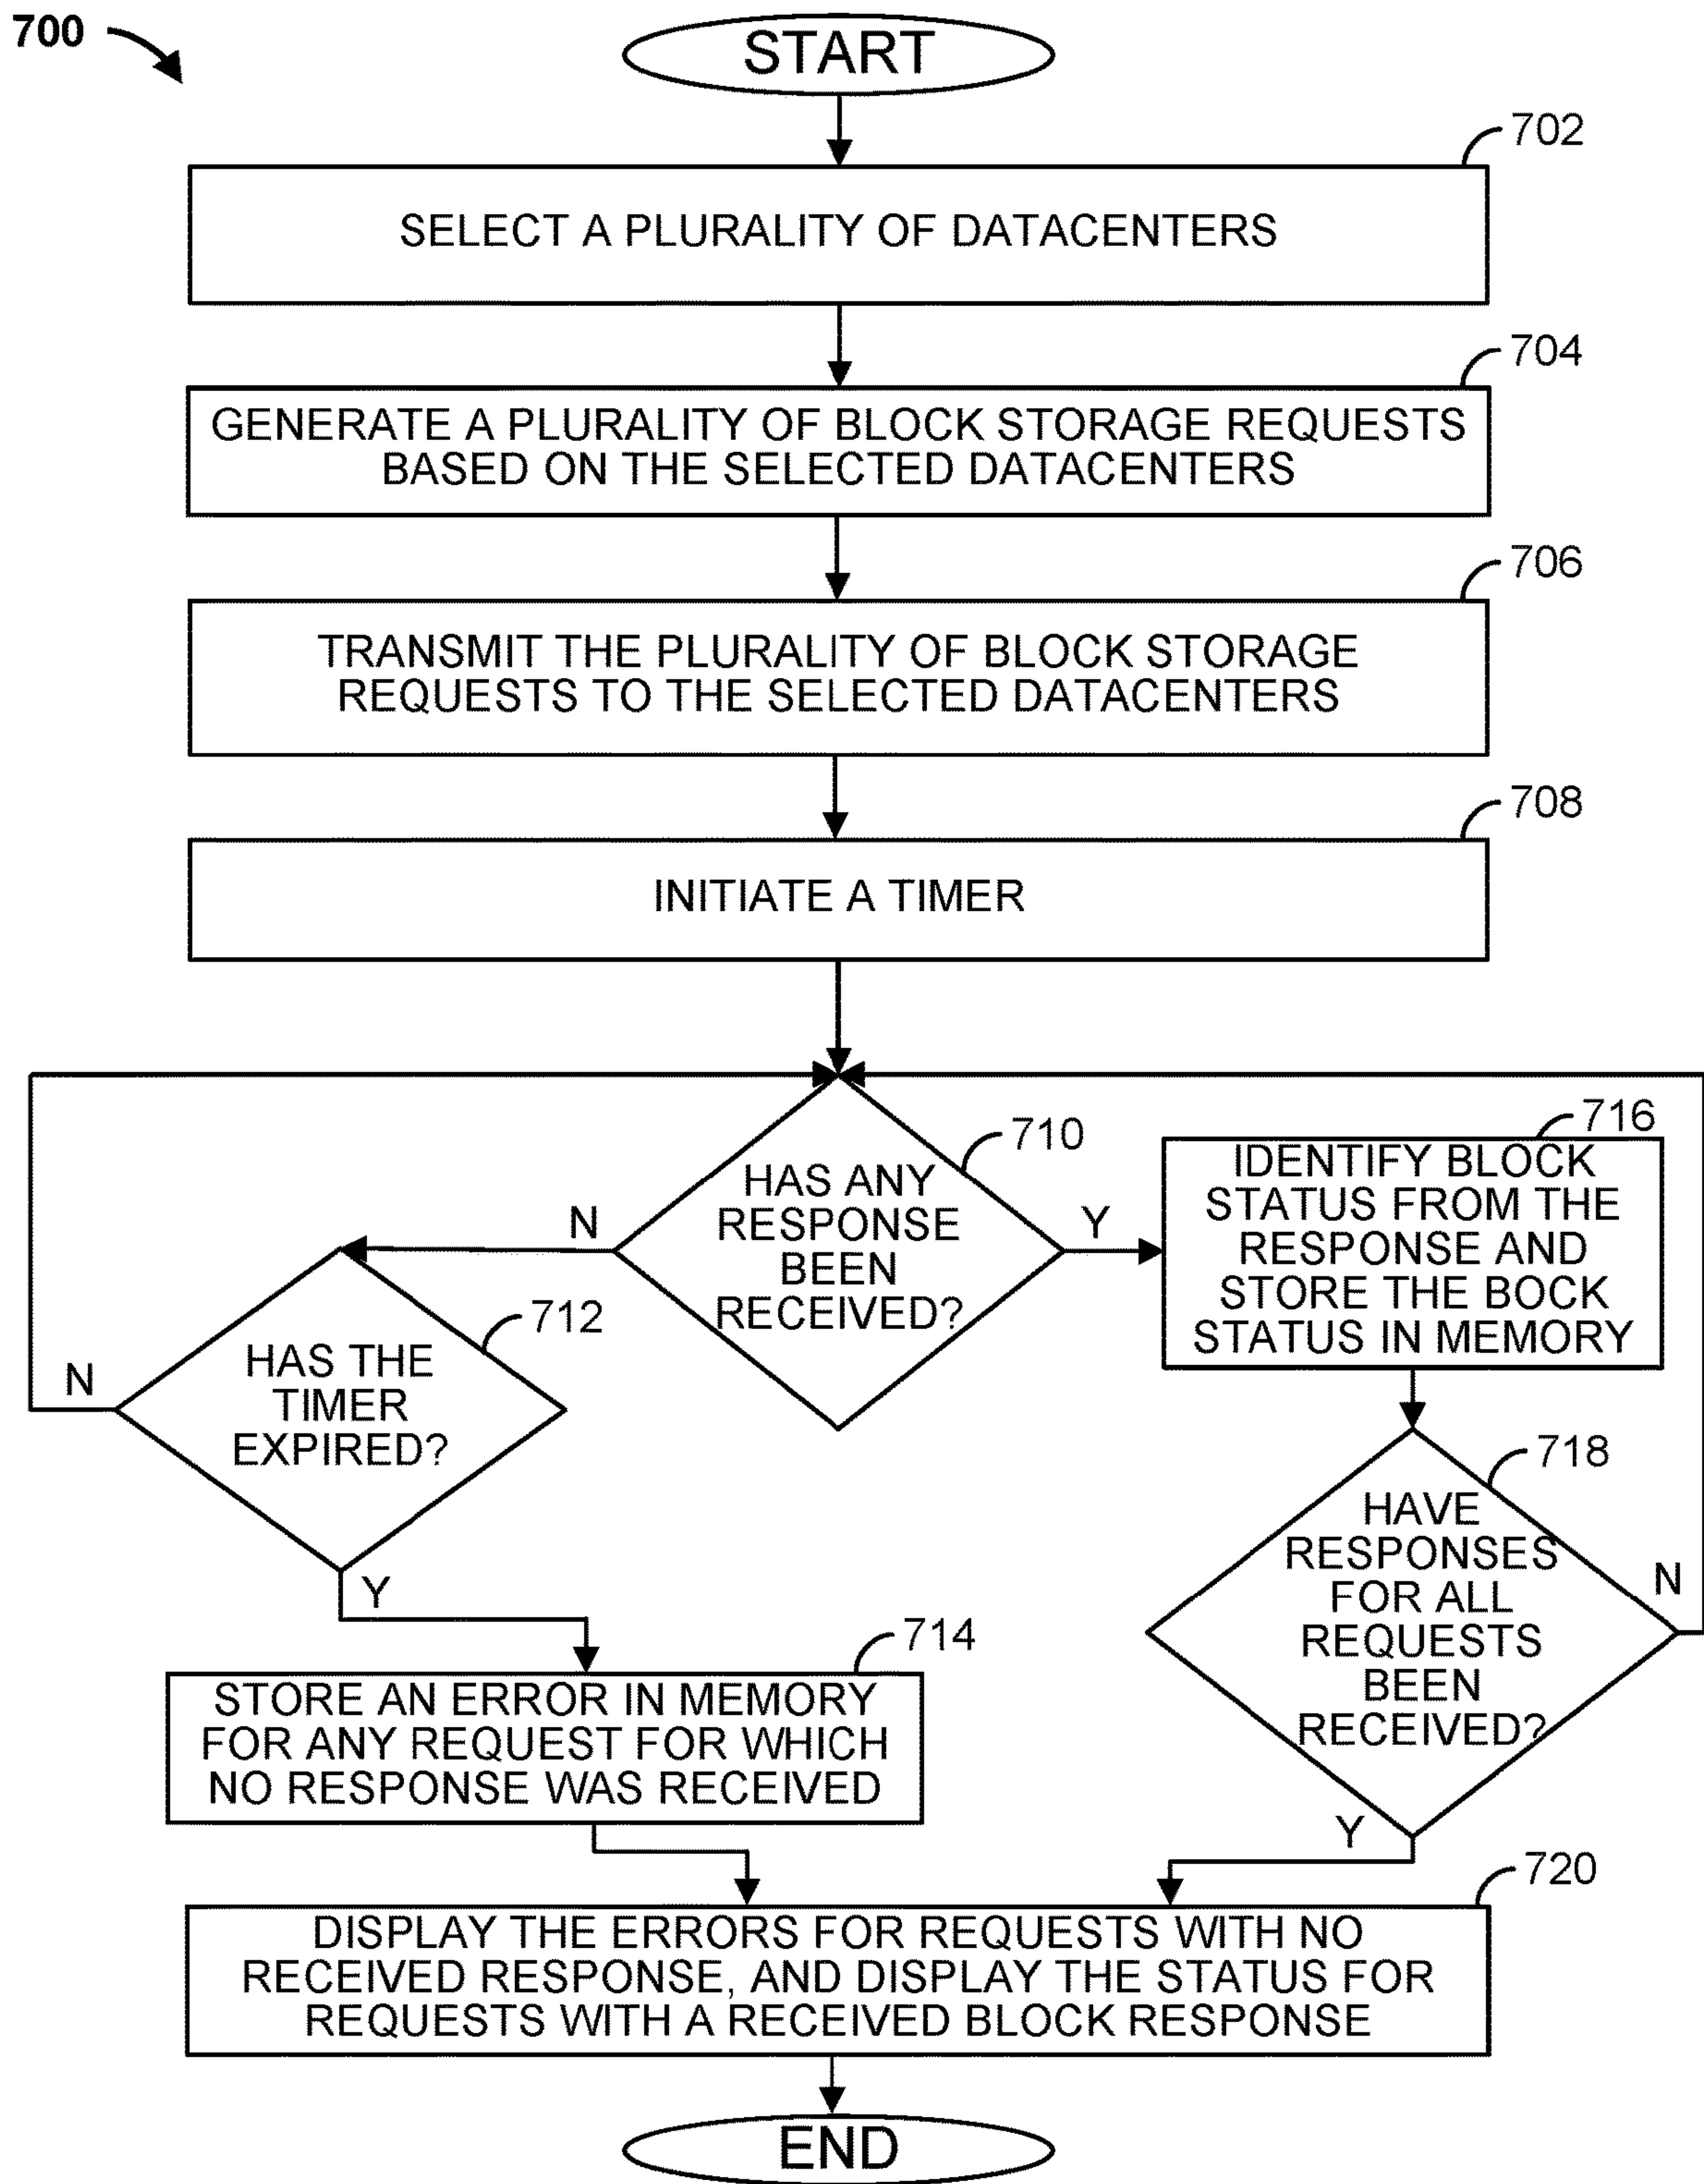 700
START
702
SELECT A PLURALITY OF DATACENTERS
704
GENERATE A PLURALITY OF BLOCK STORAGE REQUESTS
BASED ON THE SELECTED DATACENTERS
706
TRANSMIT THE PLURALITY OF BLOCK STORAGE
REQUESTS TO THE SELECTED DATACENTERS
708
INITIATE A TIMER
710
HAS ANY
RESPONSE
BEEN
RECEIVED?
N
Y
712
HAS THE
TIMER
EXPIRED?
N
Y
714
STORE AN ERROR IN MEMORY
FOR ANY REQUEST FOR WHICH
NO RESPONSE WAS RECEIVED
716
IDENTIFY BLOCK
STATUS FROM THE
RESPONSE AND
STORE THE BOCK
STATUS IN MEMORY
718
HAVE
RESPONSES
FOR ALL
REQUESTS
BEEN
RECEIVED?
N
Y
720
DISPLAY THE ERRORS FOR REQUESTS WITH NO
RECEIVED RESPONSE, AND DISPLAY THE STATUS FOR
REQUESTS WITH A RECEIVED BLOCK RESPONSE
END